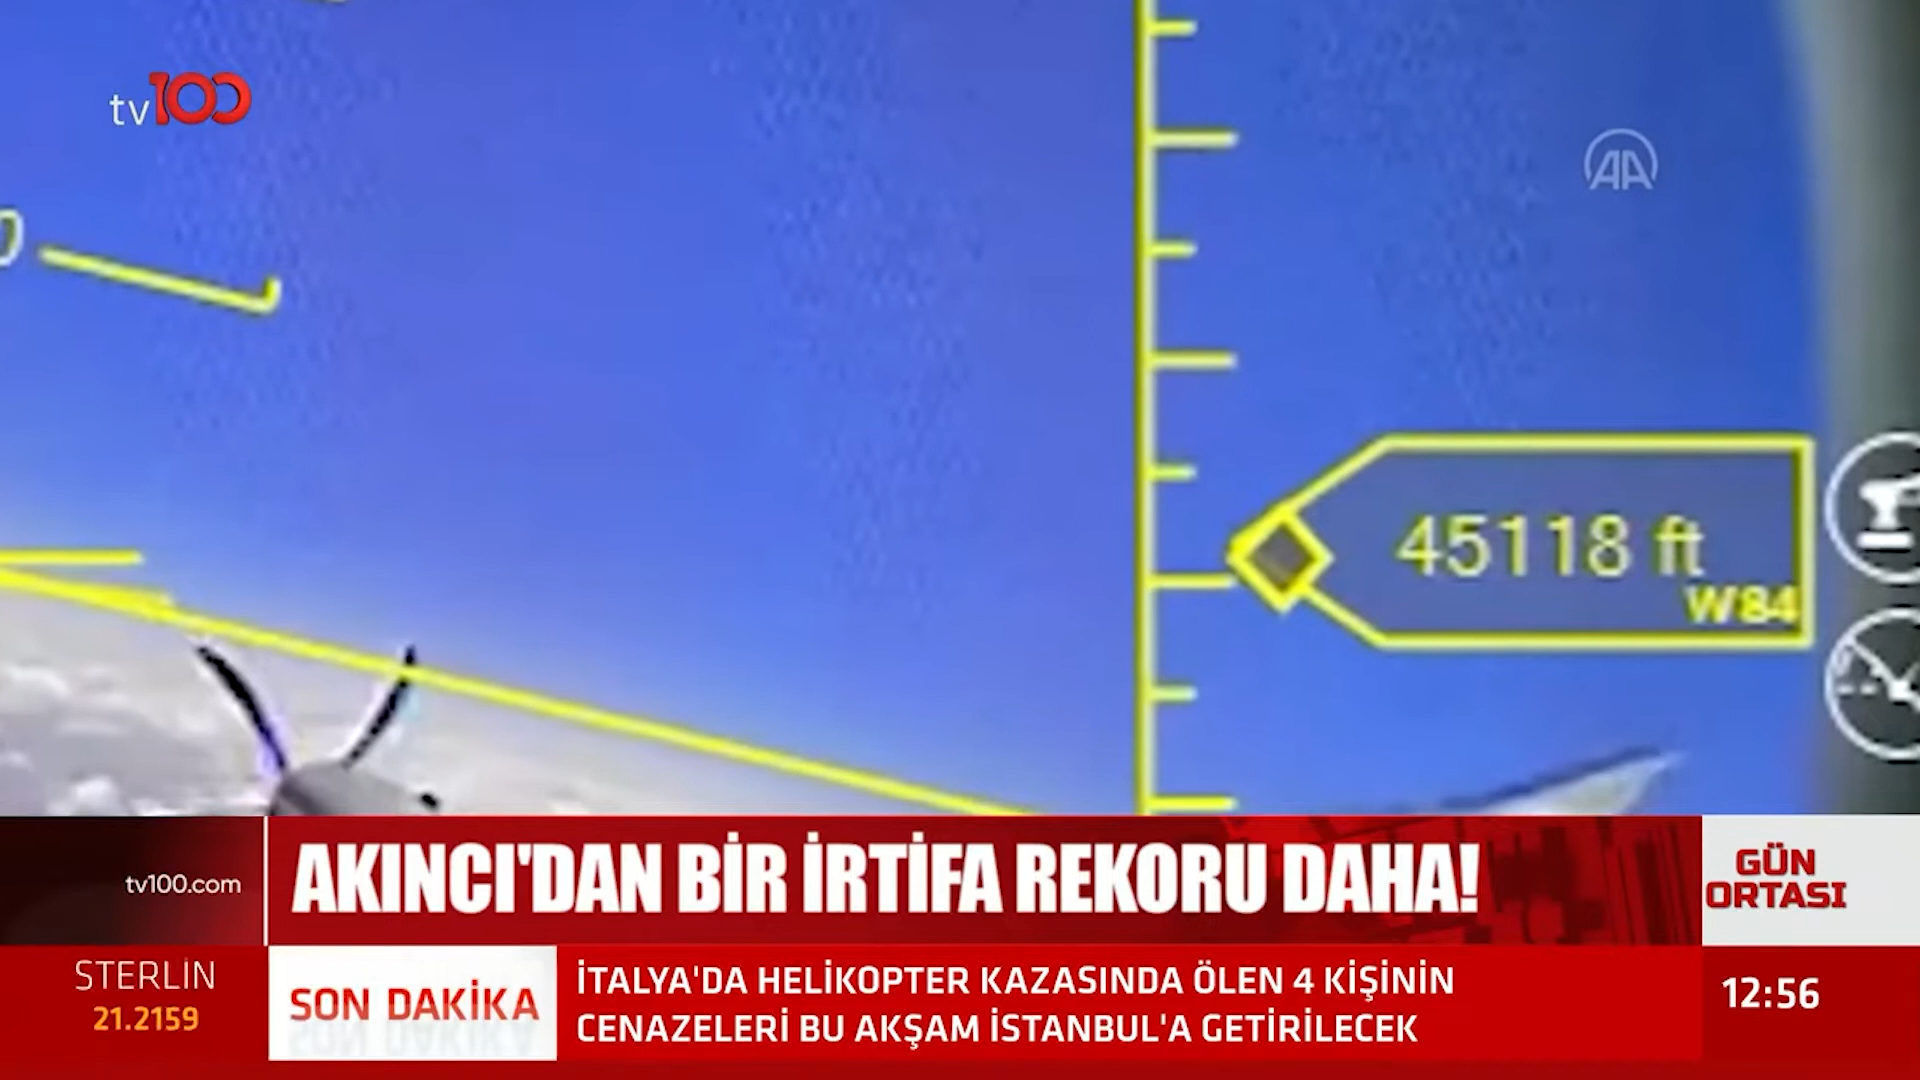 tv100
AA
0
45118 ft
W84
tv100.com
AKINCI'DAN BİR İRTİFA REKORU DAHA!
GÜN
ORTASI
STERLİN
21.2159
SON DAKİKA
İTALYA'DA HELİKOPTER KAZASINDA ÖLEN 4 KİŞİNİN
CENAZELERİ BU AKŞAM İSTANBUL'A GETİRİLECEK
12:56